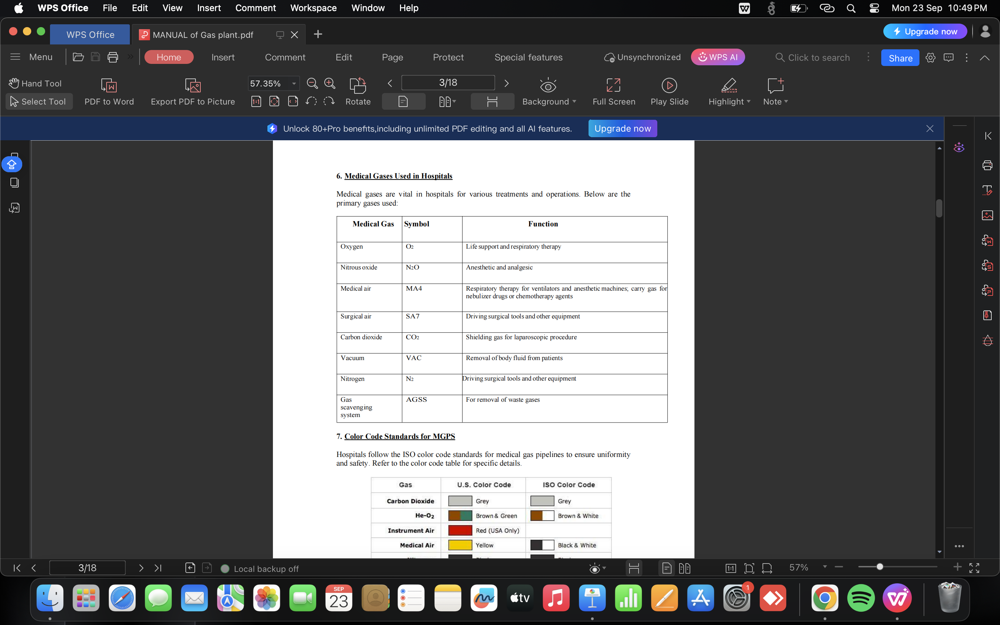 WPS Office File Edit View Insert Comment Workspace Window Help Mon 23 Sep 10:49 PM
WPS Office MANUAL of Gas plant.pdf Upgrade now
Menu Home Insert Comment Edit Page Protect Special features Unsynchronized WPS AI Click to search Share
Hand Tool 57.35% 3/18
Select Tool PDF to Word Export PDF to Picture Rotate Background Full Screen Play Slide Highlight Note
Unlock 80+Pro benefits,including unlimited PDF editing and all AI features. Upgrade now
6. Medical Gases Used in Hospitals
Medical gases are vital in hospitals for various treatments and operations. Below are the
primary gases used:
Medical Gas Symbol Function
Oxygen O2 Life support and respiratory therapy
Nitrous oxide N2O Anesthetic and analgesic
Medical air MA4 Respiratory therapy for ventilators and anesthetic machines; carry gas for
nebulizer drugs or chemotherapy agents
Surgical air SA7 Driving surgical tools and other equipment
Carbon dioxide CO2 Shielding gas for laparoscopic procedure
Vacuum VAC Removal of body fluid from patients
Nitrogen N2 Driving surgical tools and other equipment
Gas AGSS For removal of waste gases
scavenging
system
7. Color Code Standards for MGPS
Hospitals follow the ISO color code standards for medical gas pipelines to ensure uniformity
and safety. Refer to the color code table for specific details.
Gas U.S. Color Code ISO Color Code
Carbon Dioxide Grey Grey
He-O2 Brown & Green Brown & White
Instrument Air Red (USA Only)
Medical Air Yellow Black & White
3/18 Local backup off 57%
SEP
23
tv
1